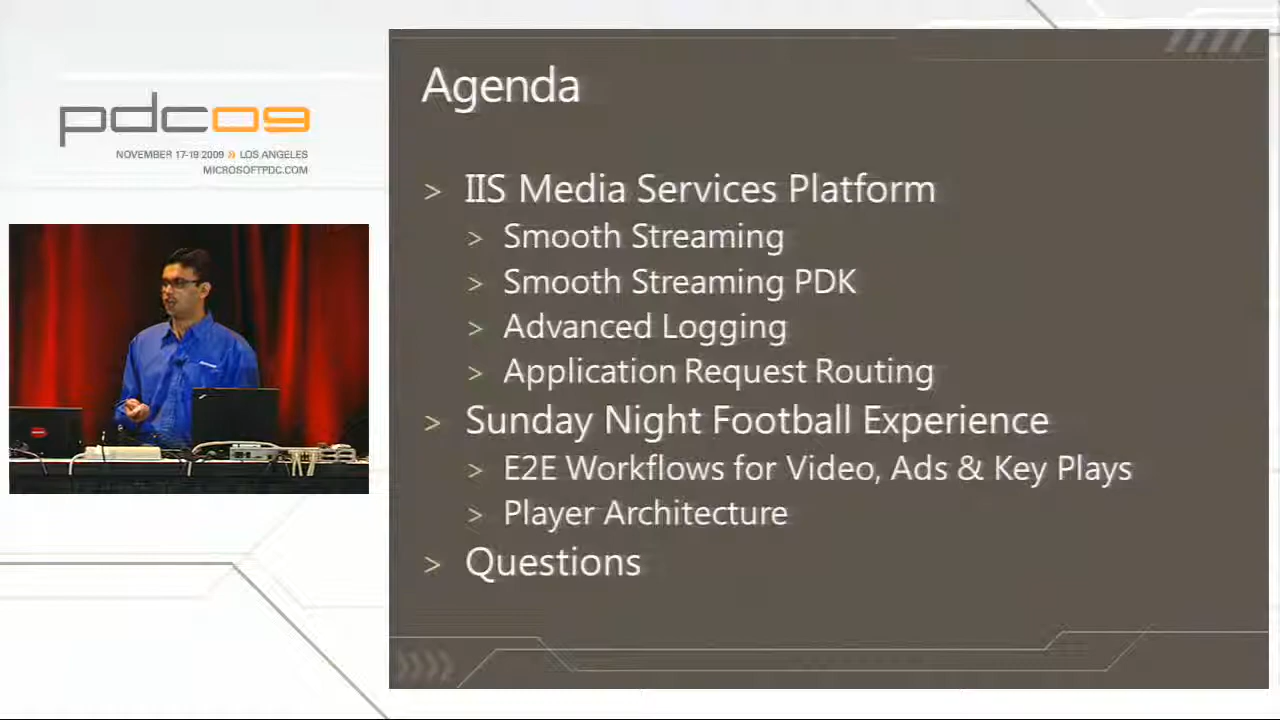 pdc09
NOVEMBER 17-19 2009 » LOS ANGELES
MICROSOFTPDC.COM
Agenda
> IIS Media Services Platform
> Smooth Streaming
> Smooth Streaming PDK
> Advanced Logging
> Application Request Routing
> Sunday Night Football Experience
> E2E Workflows for Video, Ads & Key Plays
> Player Architecture
> Questions